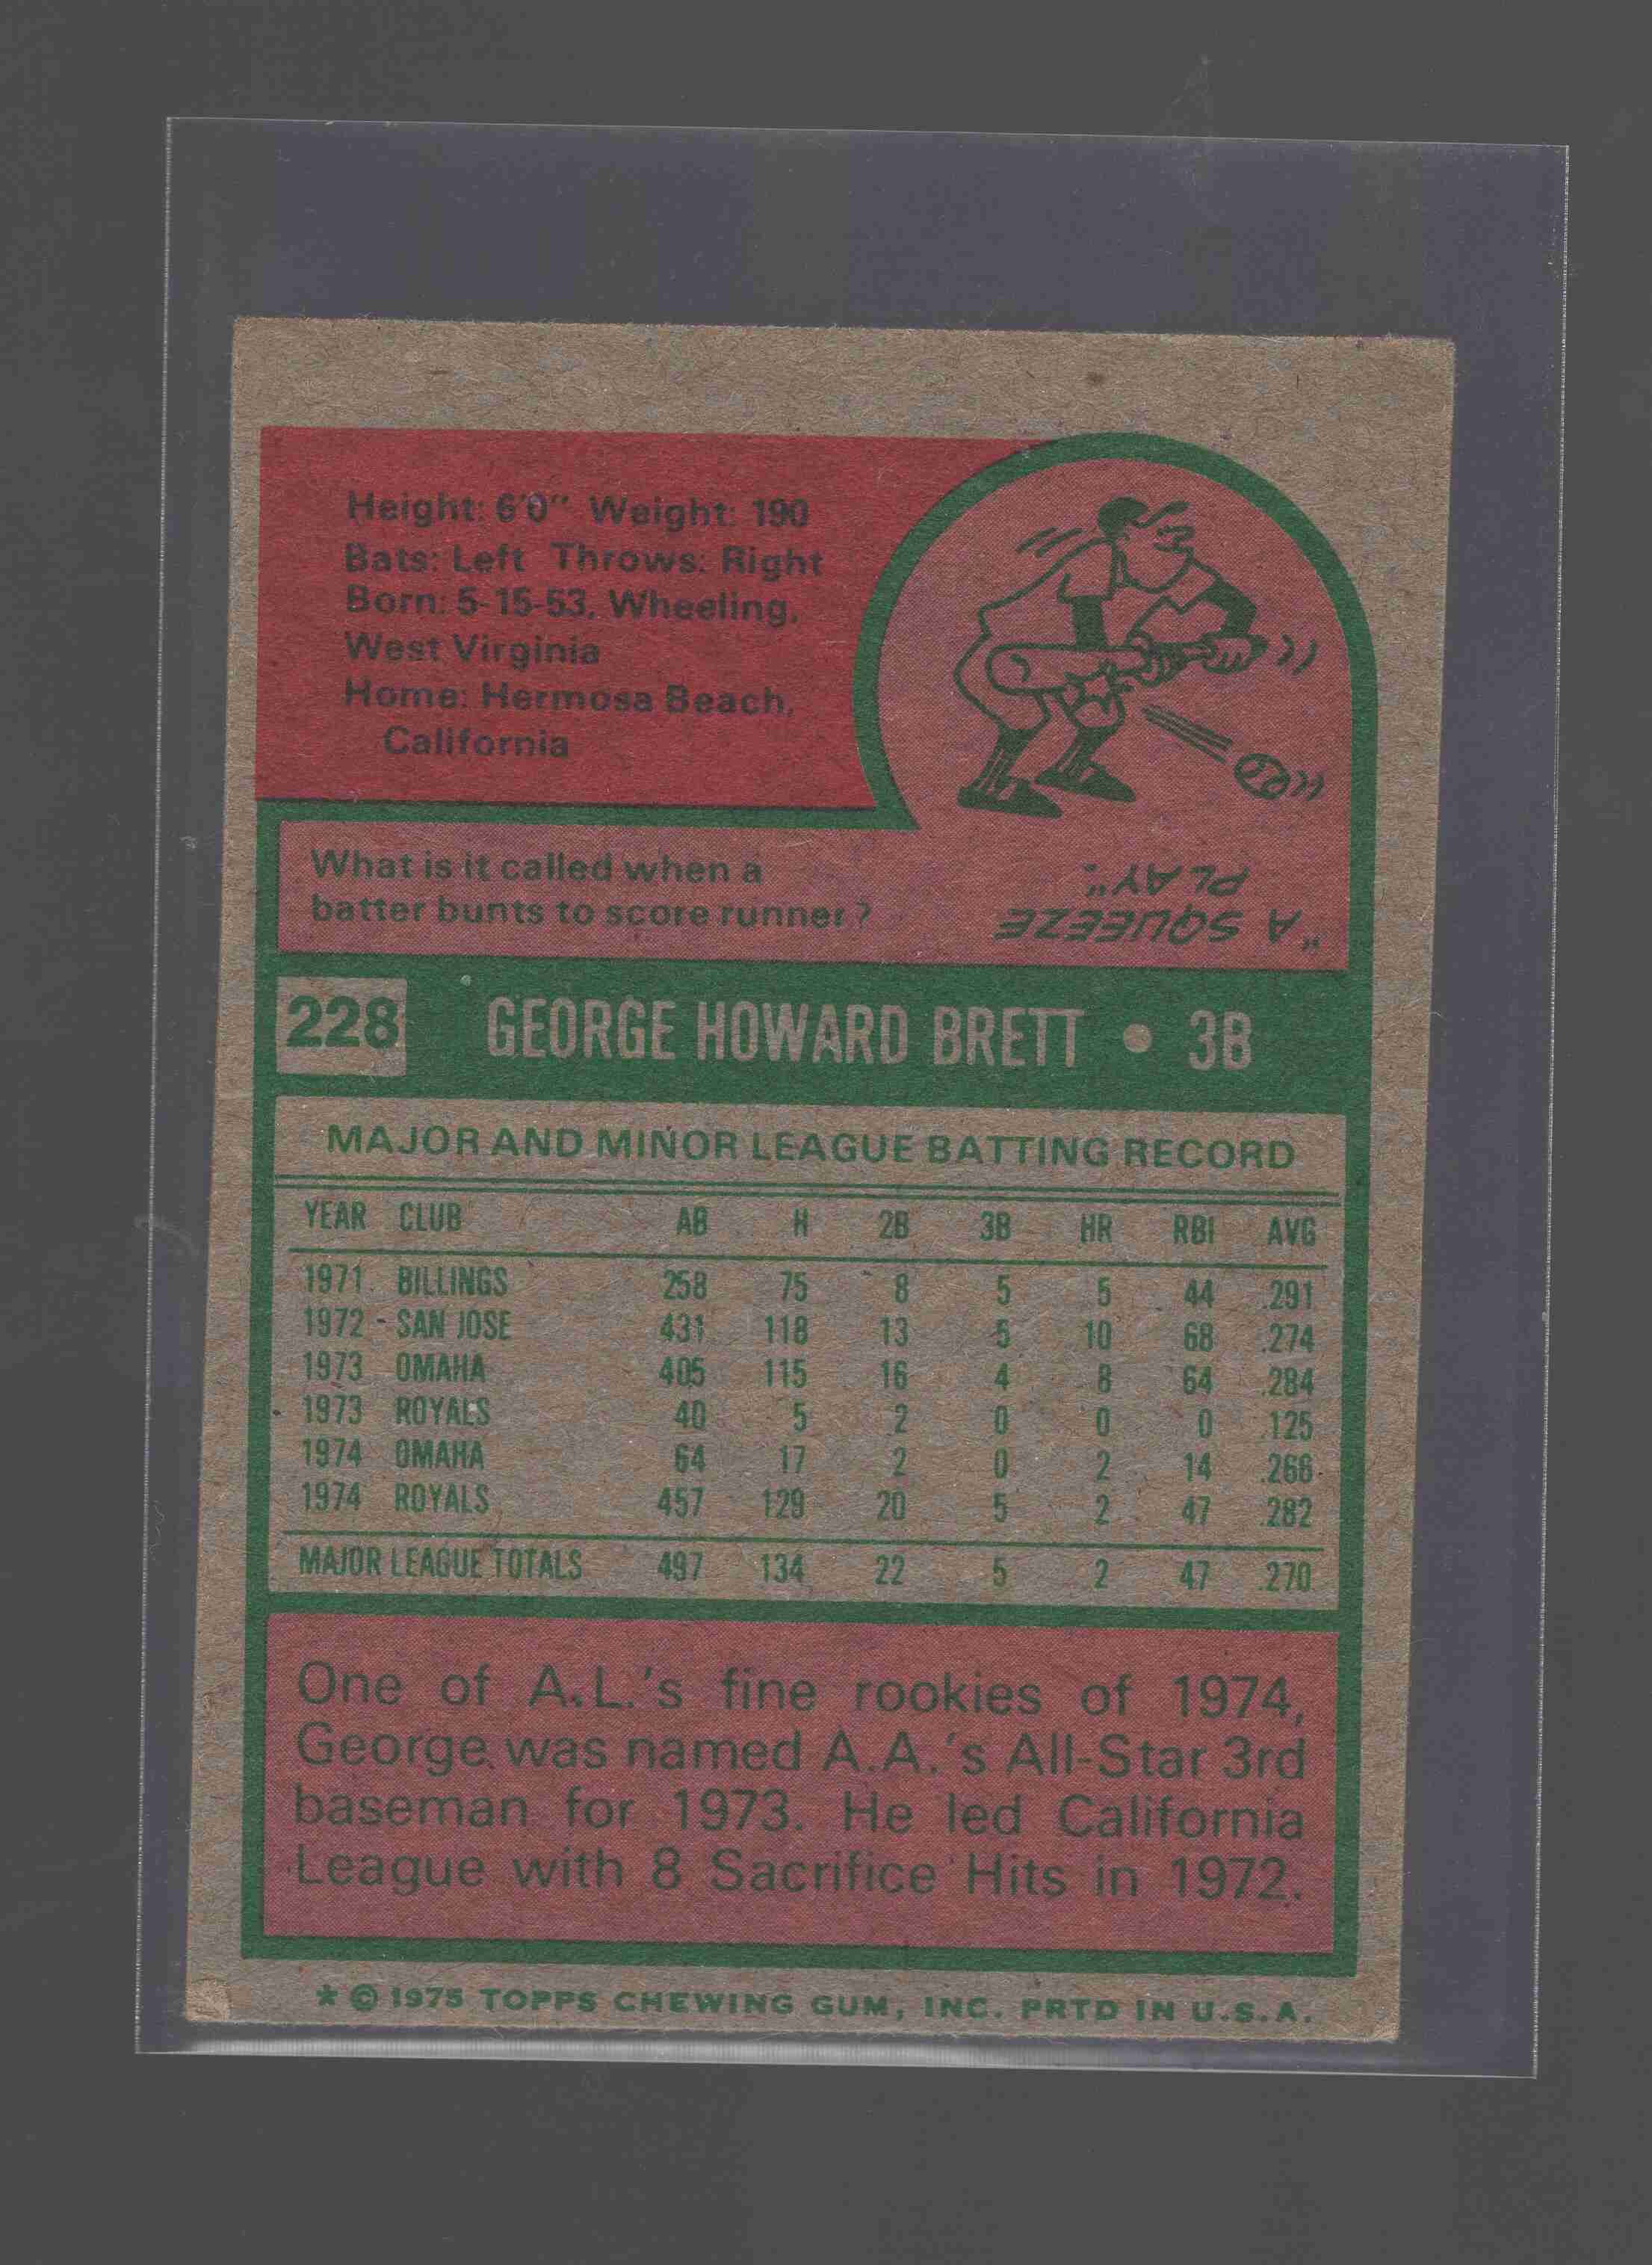 Height: 6'0" Weight: 190
Bats: Left Throws: Right
Born: 5-15-53, Wheeling,
West Virginia
Home: Hermosa Beach,
California
What is it called when a
batter bunts to score runner?
"A SQUEEZE
PLAY".
228 GEORGE HOWARD BRETT • 3B
MAJOR AND MINOR LEAGUE BATTING RECORD
YEAR CLUB AB H 2B 3B HR RBI AVG
1971 BILLINGS 258 75 8 5 5 44 .291
1972 SAN JOSE 431 118 13 5 10 68 .274
1973 OMAHA 405 115 16 4 8 64 .284
1973 ROYALS 40 5 2 0 0 0 .125
1974 OMAHA 64 17 2 0 2 14 .266
1974 ROYALS 457 129 20 5 2 47 .282
MAJOR LEAGUE TOTALS 497 134 22 5 2 47 .270
One of A.L.'s fine rookies of 1974,
George was named A.A.'s All-Star 3rd
baseman for 1973. He led California
League with 8 Sacrifice Hits in 1972.
* © 1975 TOPPS CHEWING GUM, INC. PRTD IN U.S.A.